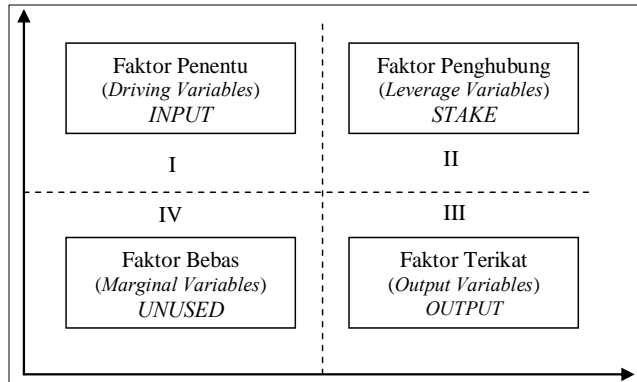 Faktor Penentu
(Driving Variables)
INPUT
I
Faktor Penghubung
(Leverage Variables)
STAKE
II
IV
Faktor Bebas
(Marginal Variables)
UNUSED
III
Faktor Terikat
(Output Variables)
OUTPUT